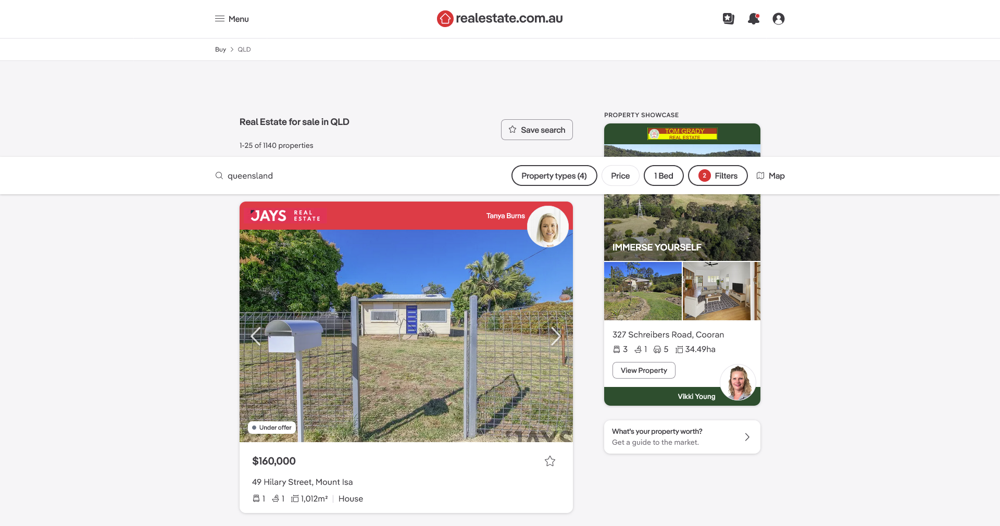 Menu
realestate.com.au
Buy > QLD
Real Estate for sale in QLD
Save search
1-25 of 1140 properties
PROPERTY SHOWCASE
TOM GRADY
REAL ESTATE
queensland
Property types (4)
Price
1 Bed
2 Filters
Map
JAYS REAL ESTATE
Tanya Burns
Under offer
JAYS
$160,000
49 Hilary Street, Mount Isa
1 1 1,012m² | House
IMMERSE YOURSELF
327 Schreibers Road, Cooran
3 1 5 34.49ha
View Property
Vikki Young
What's your property worth?
Get a guide to the market.